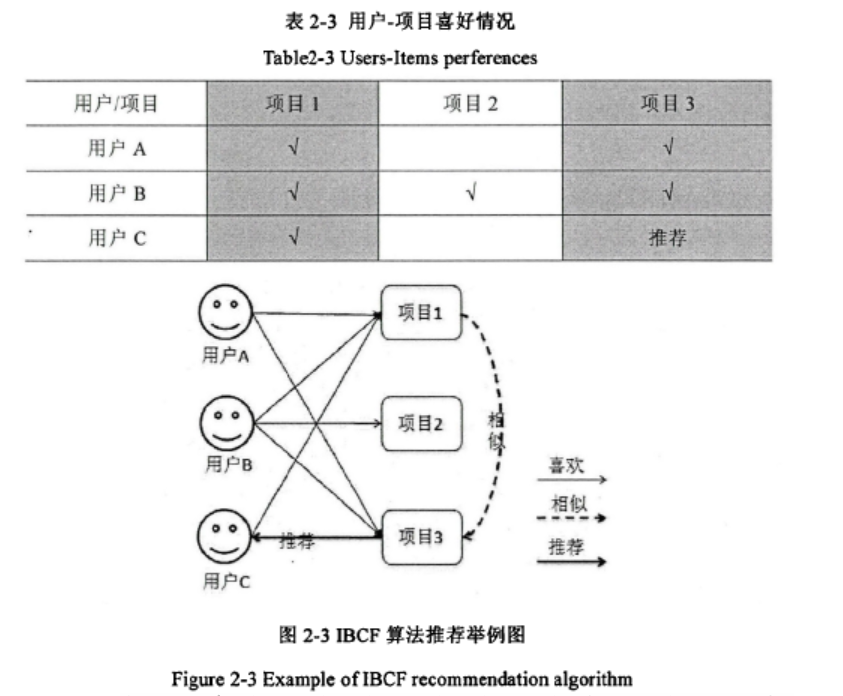 表 2-3 用户-项目喜好情况
Table2-3 Users-Items perferences
用户/项目 项目 1 项目 2 项目 3
用户 A √ √
用户 B √ √ √
用户 C √ 推荐
项目1
用户A
项目2
相似
用户B
喜欢
相似
推荐
项目3
推荐
用户C
图 2-3 IBCF 算法推荐举例图
Figure 2-3 Example of IBCF recommendation algorithm